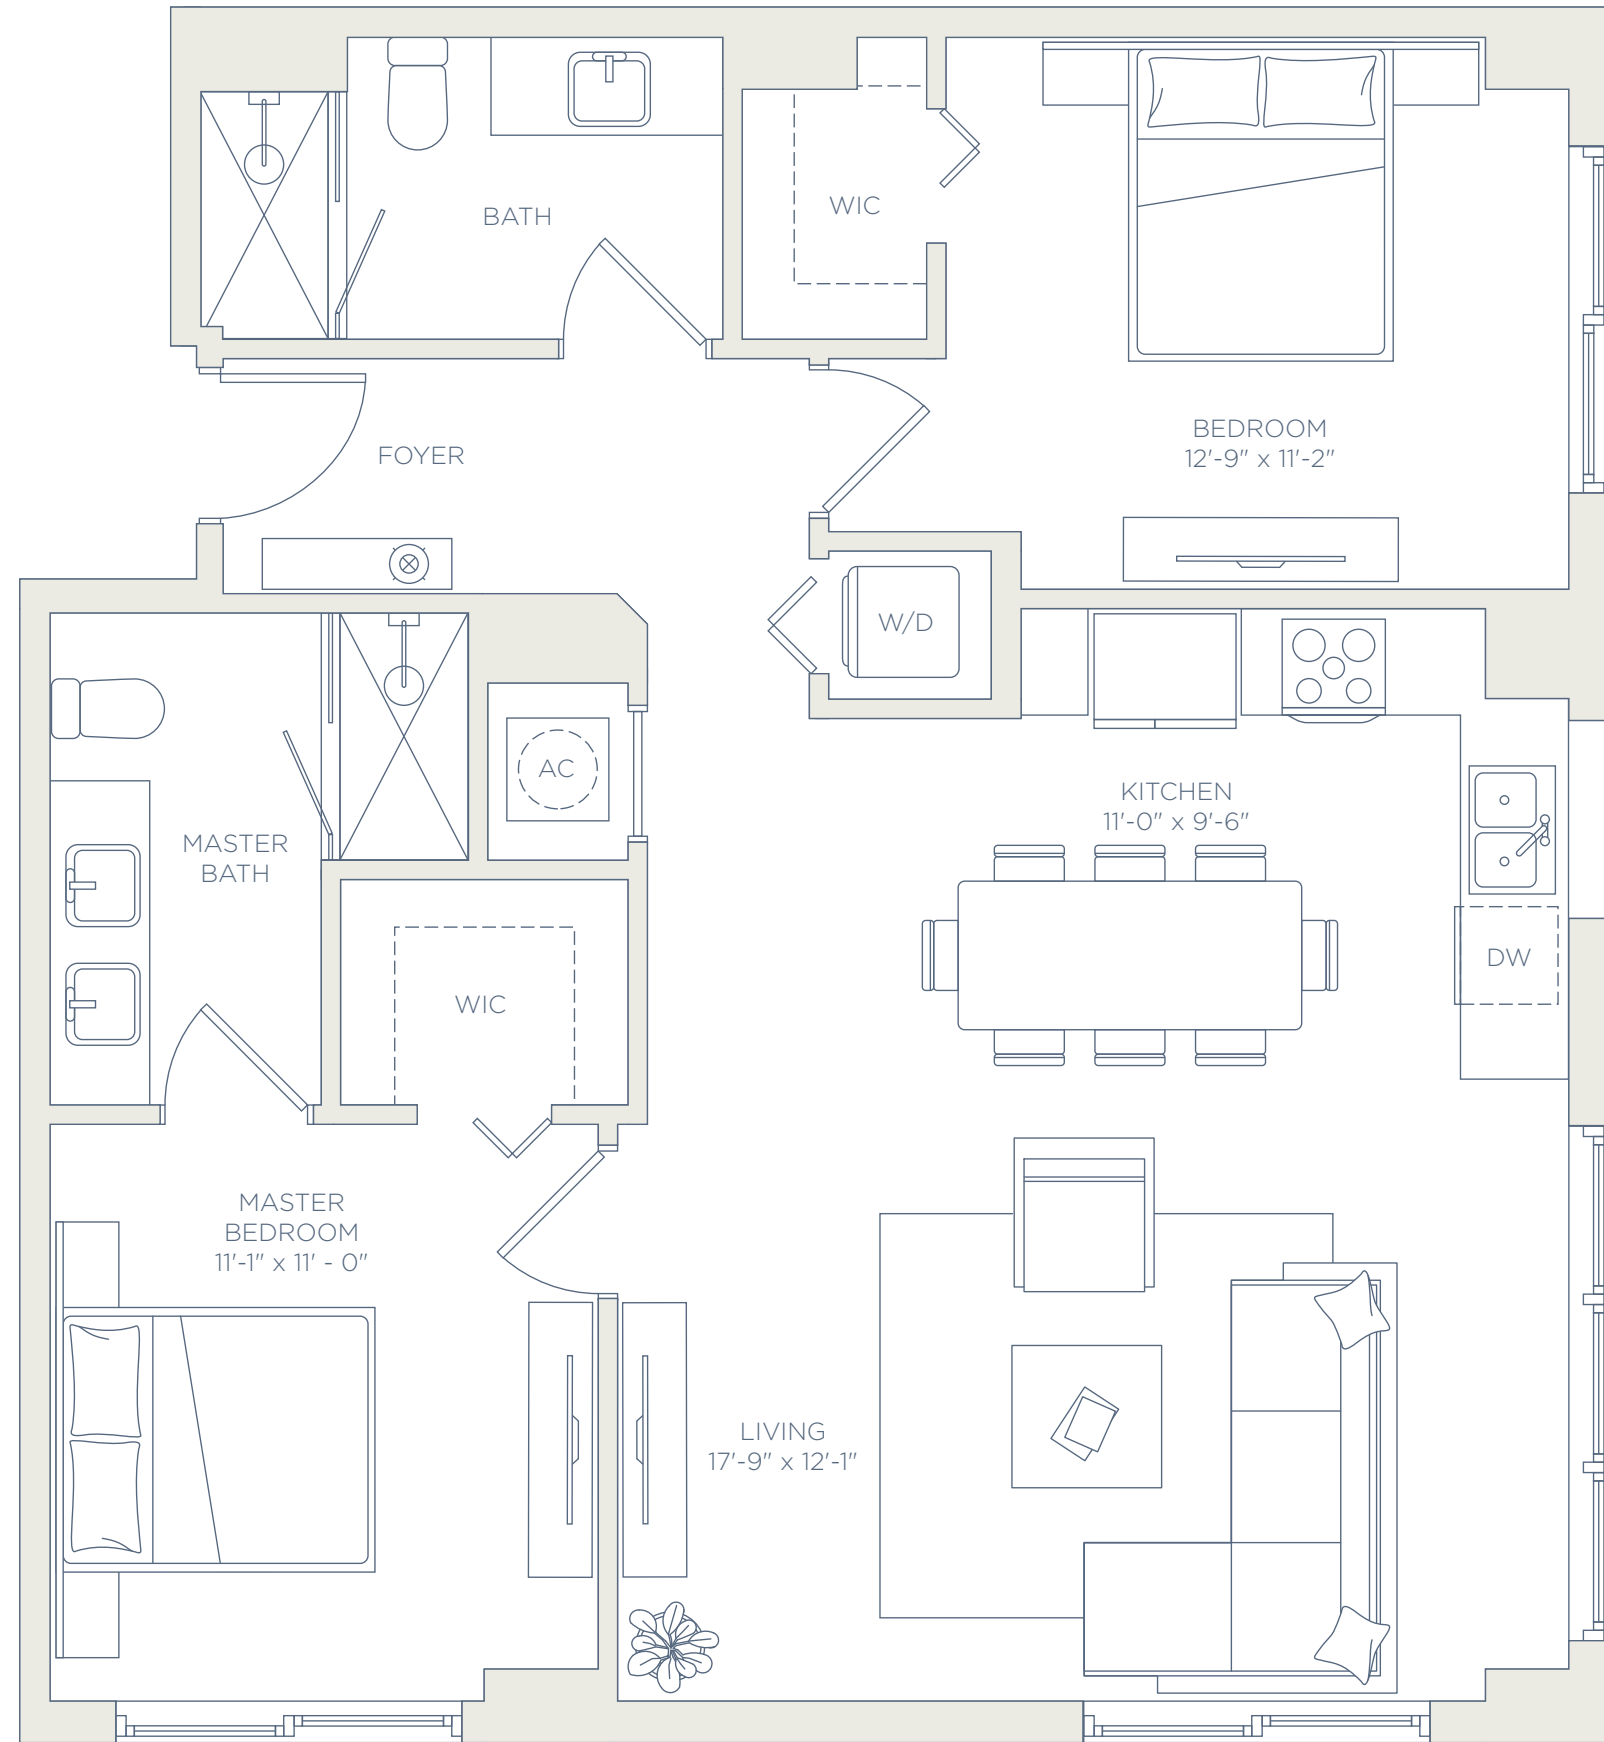 BATH
WIC
BEDROOM
12'-9" x 11'-2"
FOYER
W/D
AC
KITCHEN
11'-0" x 9'-6"
MASTER
BATH
DW
WIC
MASTER
BEDROOM
11'-1" x 11' - 0"
LIVING
17'-9" x 12'-1"